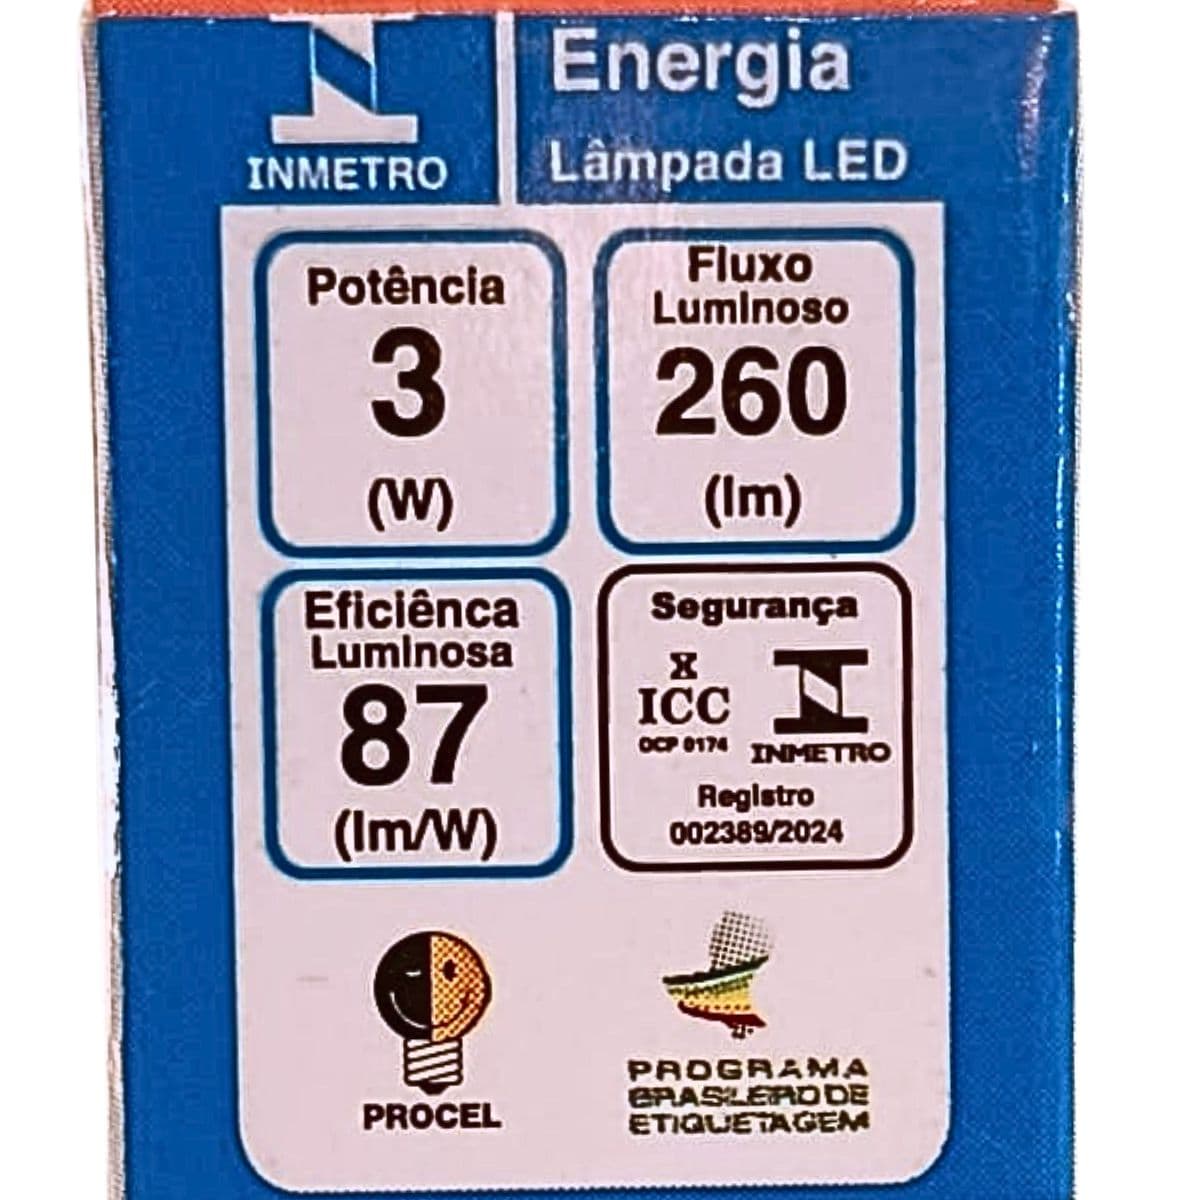 INMETRO
Energia
Lâmpada LED
Potência
3
(W)
Fluxo
Luminoso
260
(lm)
Eficiênca
Luminosa
87
(lm/W)
Segurança
X
ICC
OCP 0174
INMETRO
Registro
002389/2024
PROCEL
PROGRAMA
BRASILEIRO DE
ETIQUETAGEM